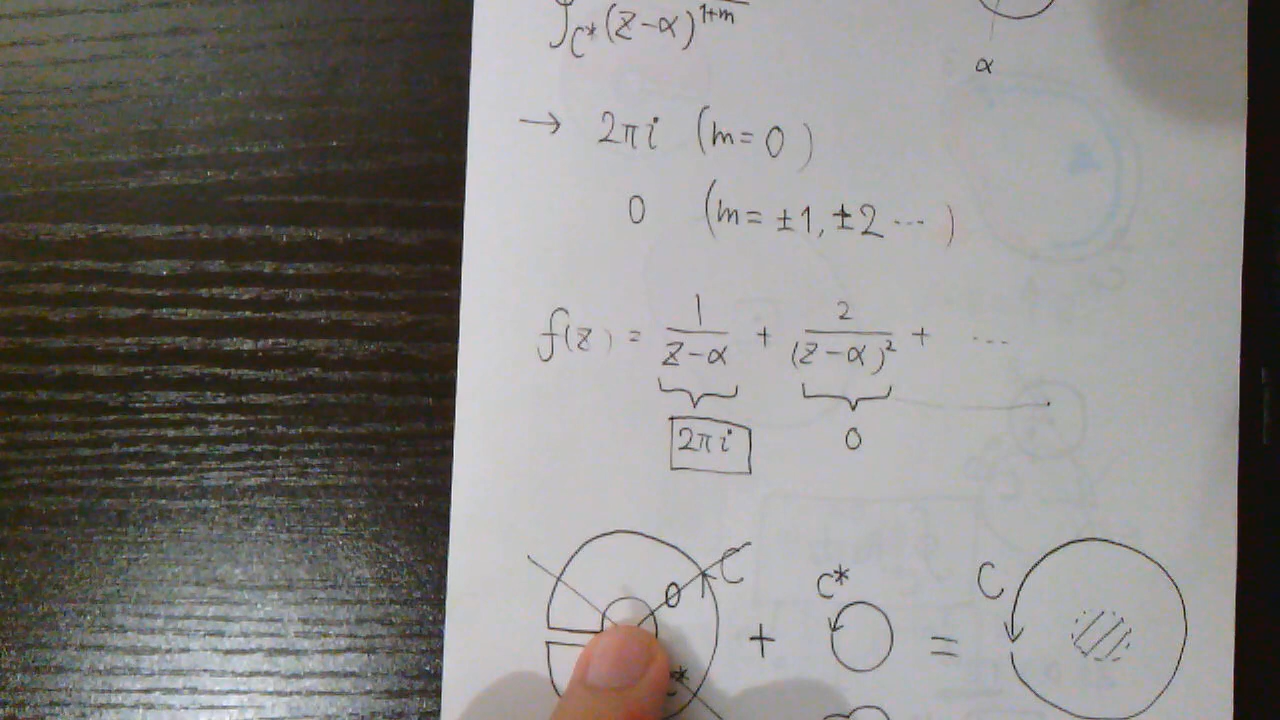 ∫C* (z-α)^1+m
α
→ 2πi (m=0)
0 (m=±1,±2 ...)
f(z) = 1/(z-α) + 2/(z-α)² + ...
2πi 0
0 C C* C
+ =
C*